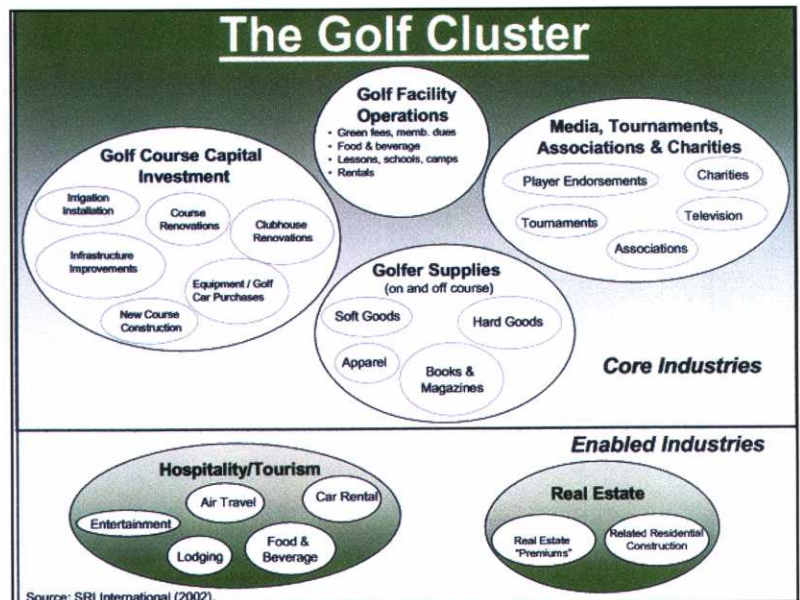 The Golf Cluster
Golf Facility
Operations
• Green fees, memb. dues
• Food & beverage
• Lessons, schools, camps
• Rentals
Golf Course Capital
Investment
Irrigation
Installation
Course
Renovations
Clubhouse
Renovations
Infrastructure
Improvements
Equipment / Golf
Car Purchases
New Course
Construction
Media, Tournaments,
Associations & Charities
Player Endorsements
Charities
Tournaments
Television
Associations
Golfer Supplies
(on and off course)
Soft Goods
Hard Goods
Apparel
Books &
Magazines
Core Industries
Enabled Industries
Hospitality/Tourism
Air Travel
Car Rental
Entertainment
Lodging
Food &
Beverage
Real Estate
Real Estate
"Premiums"
Related Residential
Construction
Source: SRI International (2002).